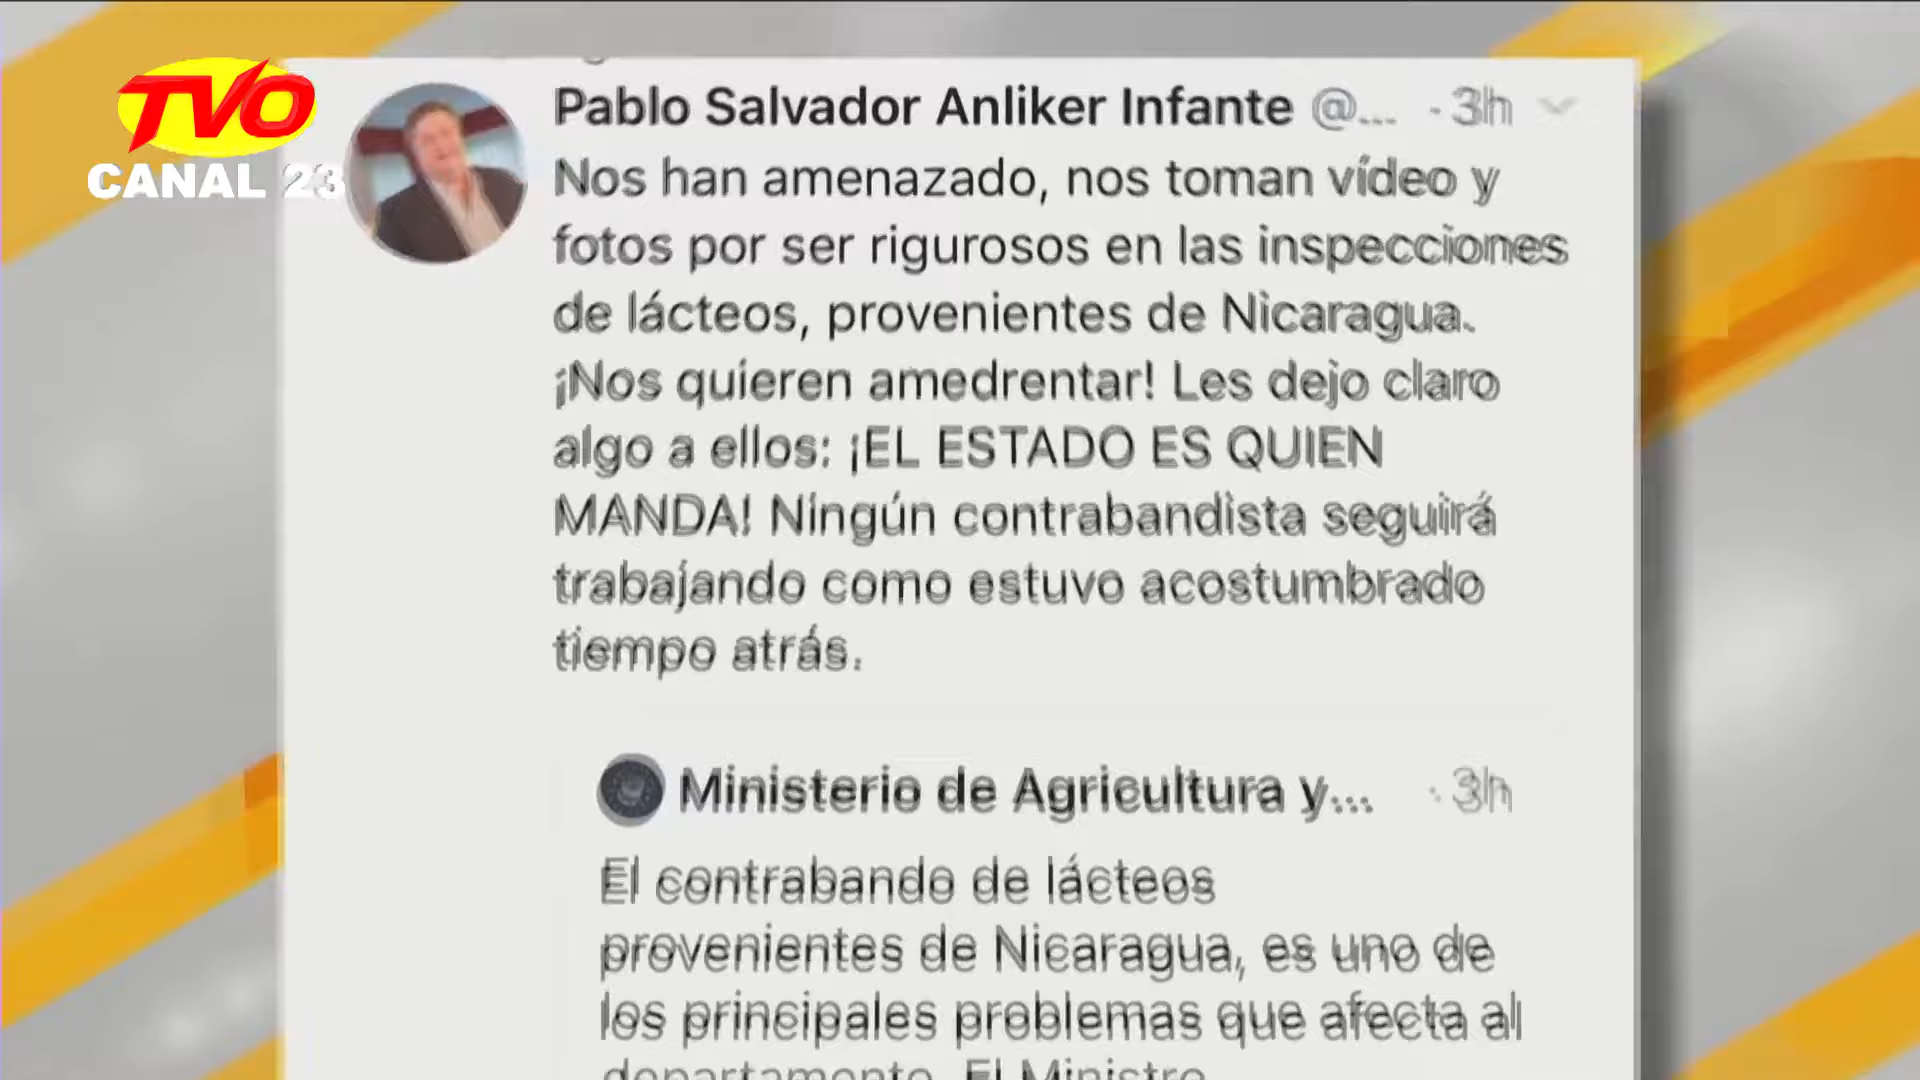 TVO
CANAL 23
Pablo Salvador Anliker Infante @... · 3h
Nos han amenazado, nos toman vídeo y
fotos por ser rigurosos en las inspecciones
de lácteos, provenientes de Nicaragua.
¡Nos quieren amedrentar! Les dejo claro
algo a ellos: ¡EL ESTADO ES QUIEN
MANDA! Ningún contrabandista seguirá
trabajando como estuvo acostumbrado
tiempo atrás.
Ministerio de Agricultura y... · 3h
El contrabando de lácteos
provenientes de Nicaragua, es uno de
los principales problemas que afecta al
departamento. El Ministro